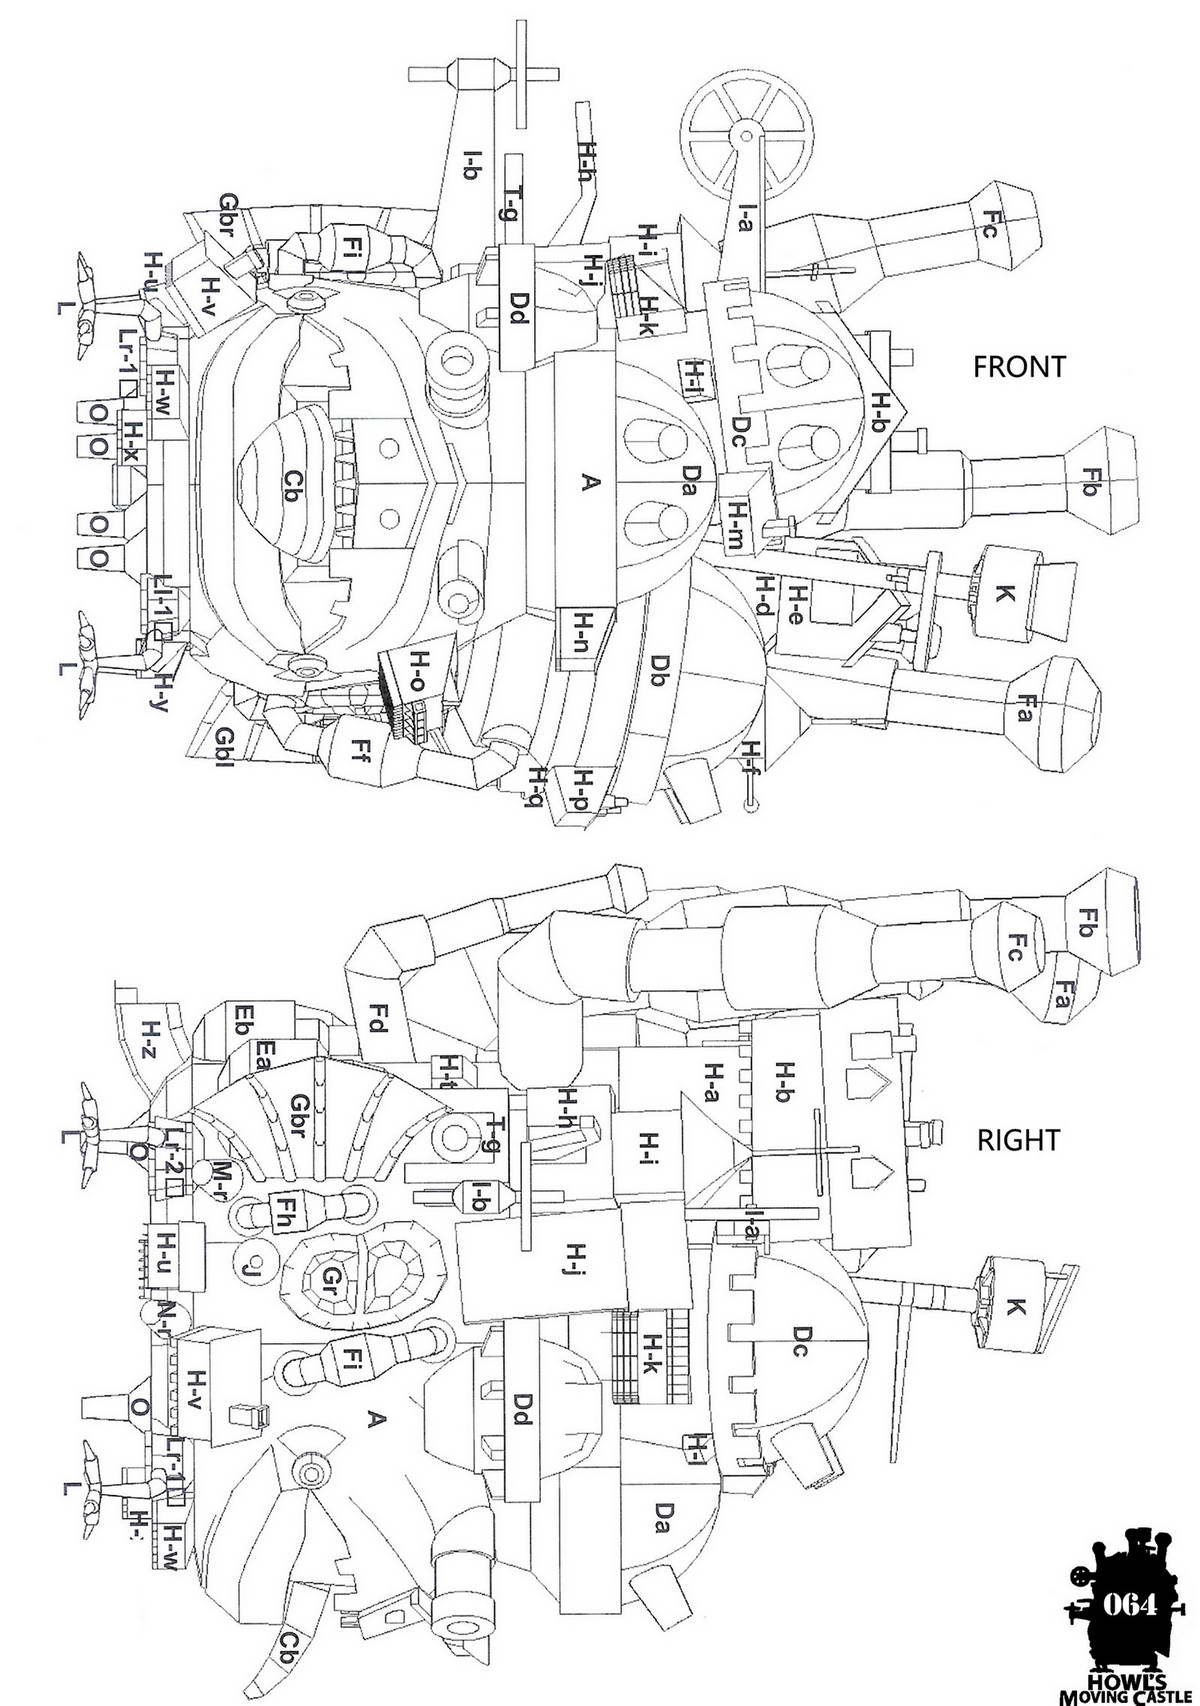 FRONT
Fc
Fb
K
Fa
I-a
H-b
Dc
H-m
H-d
H-e
H-f
H-h
H-i
H-j
H-k
H-l
Da
Db
I-b
T-g
Dd
A
H-n
H-p
H-q
H-o
Ff
Gbr
Fi
Cb
Gbl
H-u
H-v
L
Lr-1
H-w
O
O
H-x
O
O
Ll-1
H-y
L
RIGHT
Fb
Fc
Fa
K
H-a
H-b
I-a
Dc
H-h
H-i
H-j
H-k
H-l
Da
Fd
H-t
T-g
I-b
Dd
Eb
Ea
Gbr
Fh
Gr
Fi
A
H-z
L
O
Lr-2
M-r
J
H-u
N-r
H-v
O
Lr-1
L
H-w
Cb
064
HOWL'S
MOVING CASTLE